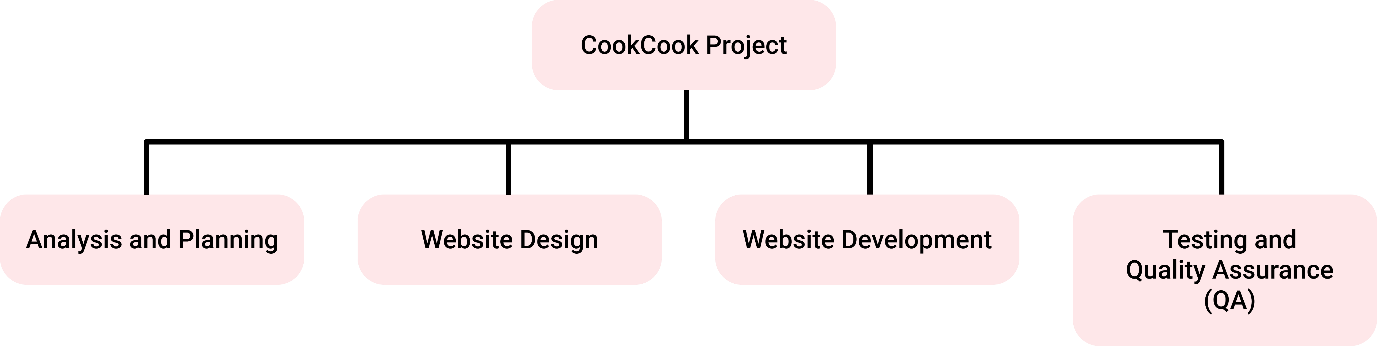 CookCook Project
Analysis and Planning
Website Design
Website Development
Testing and
Quality Assurance
(QA)